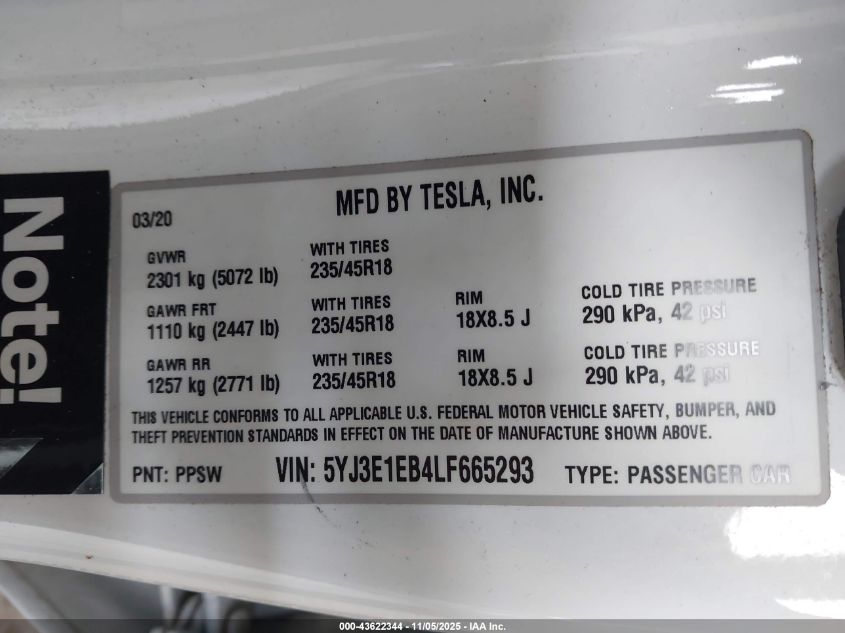 Note!
MFD BY TESLA, INC.
03/20
GVWR
2301 kg (5072 lb)
WITH TIRES
235/45R18
GAWR FRT
1110 kg (2447 lb)
WITH TIRES
235/45R18
RIM
18X8.5 J
COLD TIRE PRESSURE
290 kPa, 42 psi
GAWR RR
1257 kg (2771 lb)
WITH TIRES
235/45R18
RIM
18X8.5 J
COLD TIRE PRESSURE
290 kPa, 42 psi
THIS VEHICLE CONFORMS TO ALL APPLICABLE U.S. FEDERAL MOTOR VEHICLE SAFETY, BUMPER, AND
THEFT PREVENTION STANDARDS IN EFFECT ON THE DATE OF MANUFACTURE SHOWN ABOVE.
PNT: PPSW VIN: 5YJ3E1EB4LF665293 TYPE: PASSENGER CAR
000-43622344 - 11/05/2025 - IAA Inc.